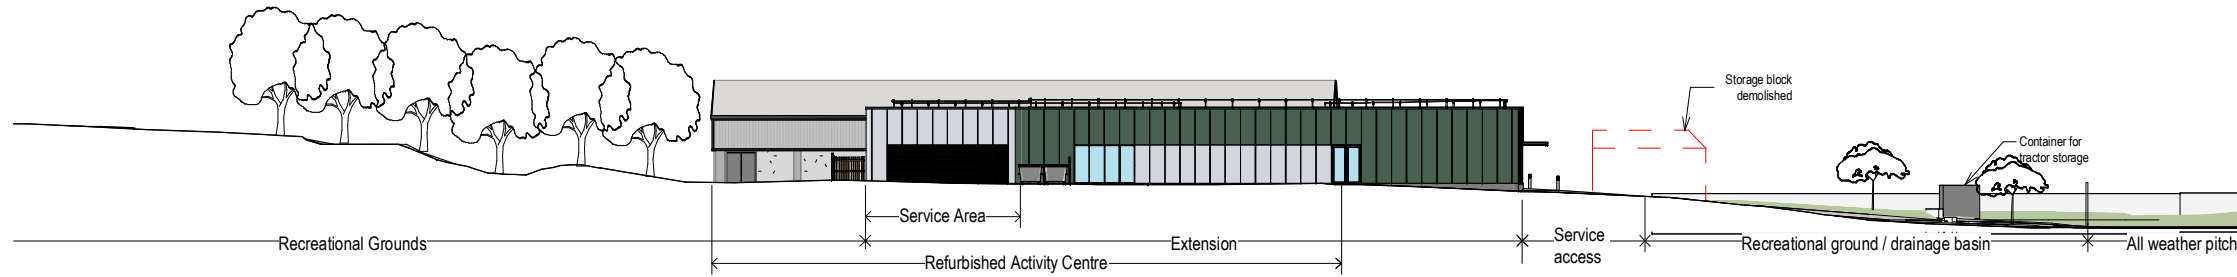 Storage block
demolished
Container for
tractor storage
Service Area
Recreational Grounds
Extension
Service
access
Recreational ground / drainage basin
All weather pitch
Refurbished Activity Centre